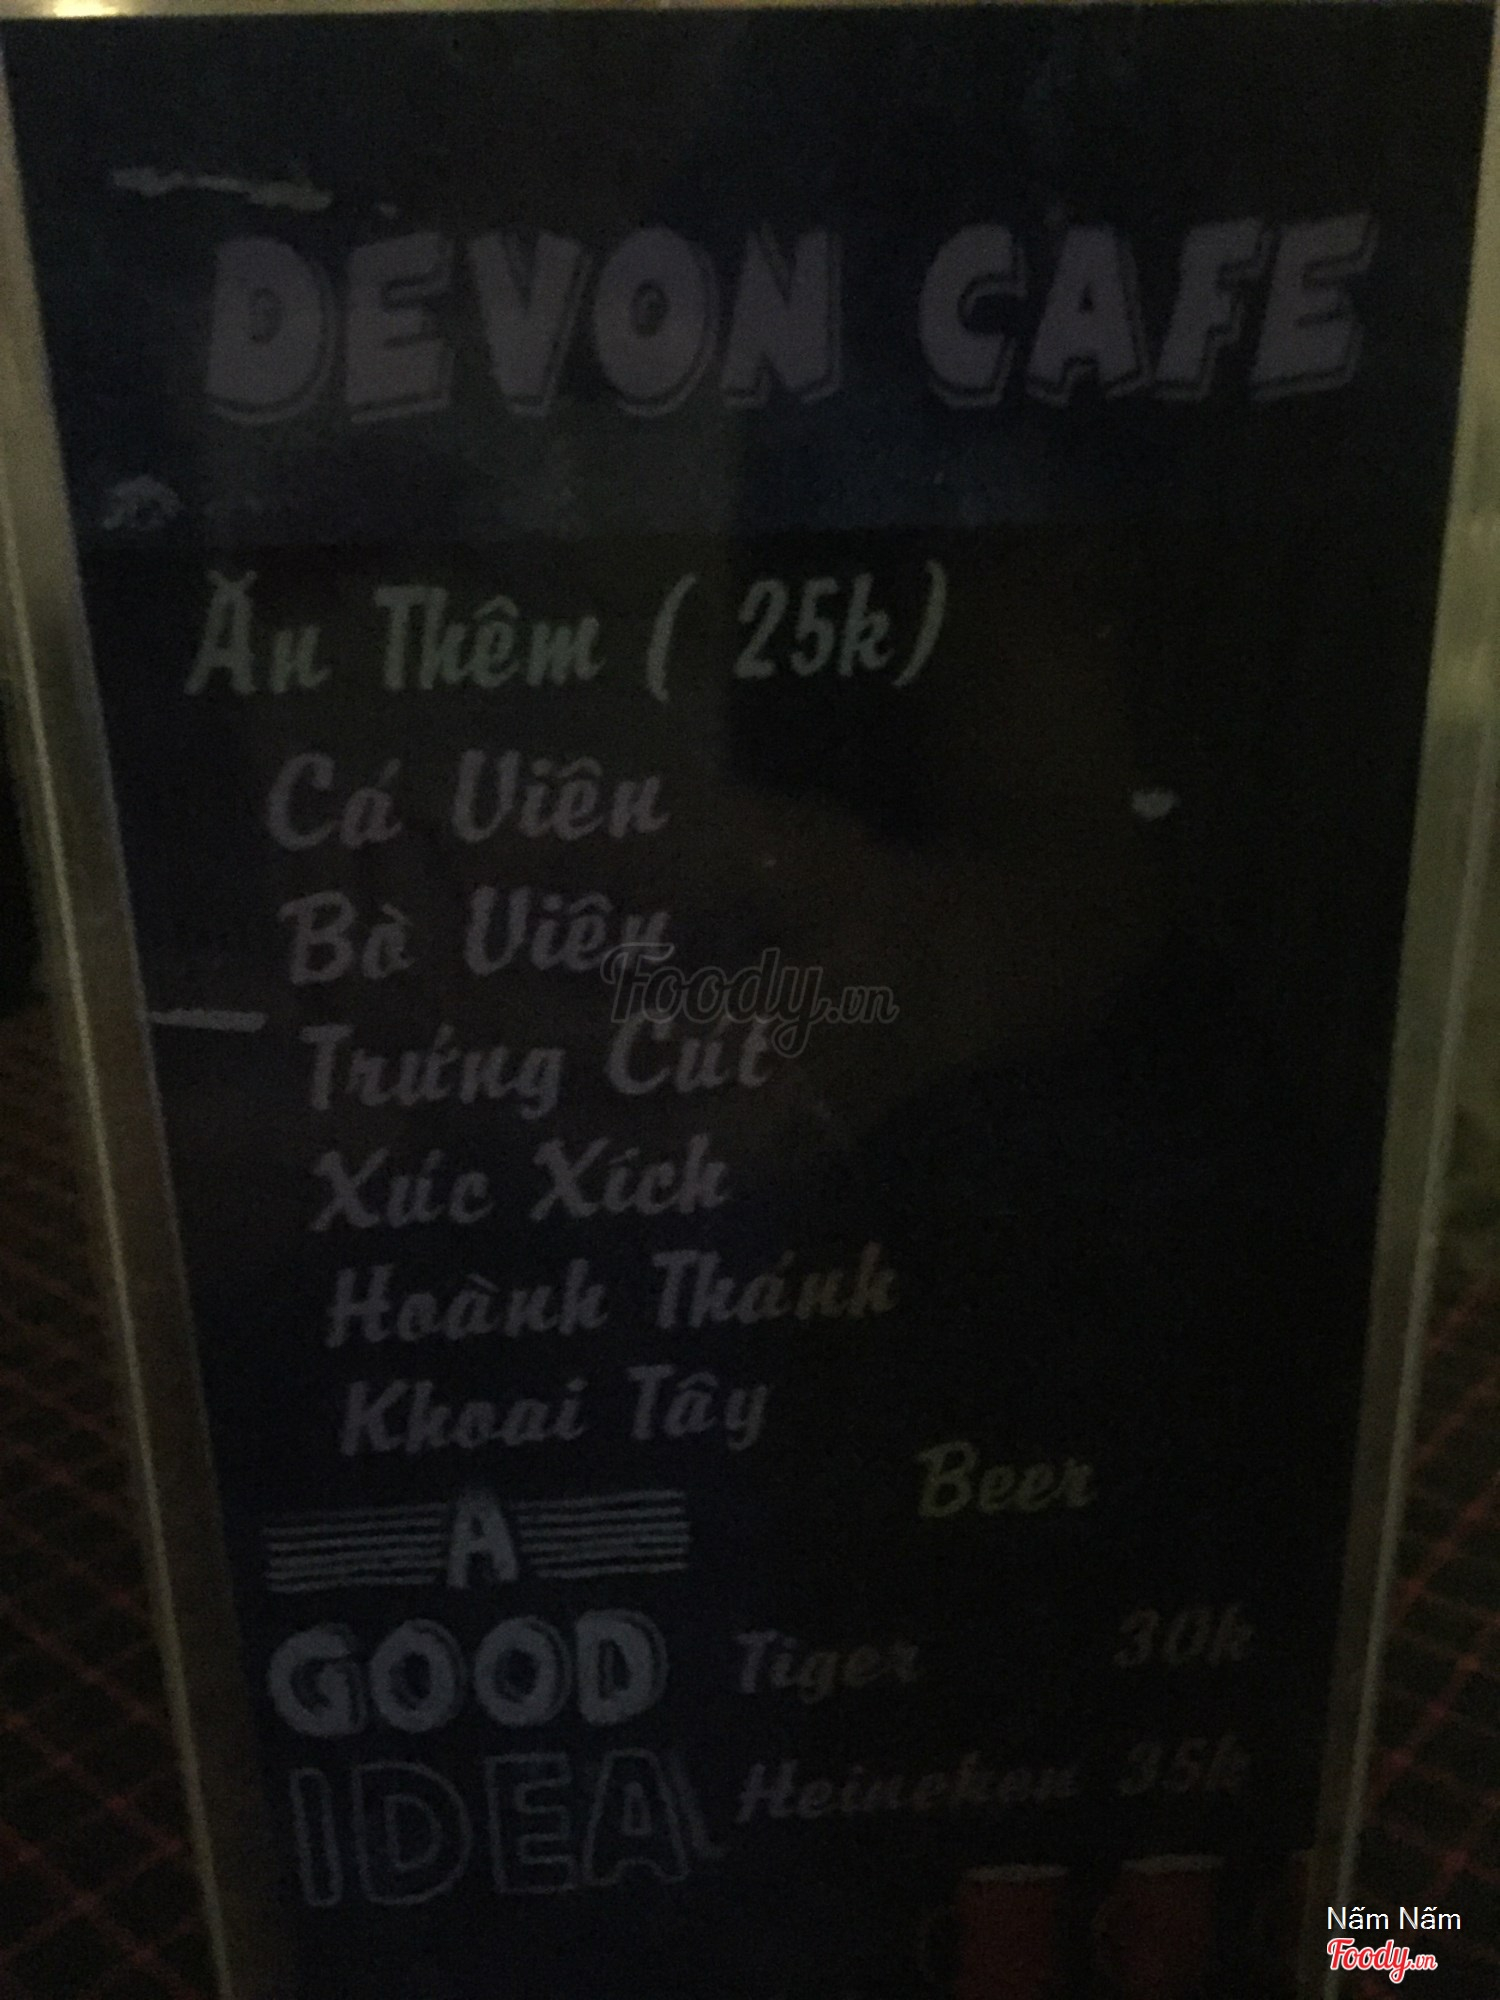 DEVON CAFE
Ăn Thêm ( 25k)
Cá Viên
Bò Viên
Trứng Cút
Xúc Xích
Hoành Thánh
Khoai Tây
Beer
A
GOOD
IDEA
Tiger 30k
Heineken 35k
Foody.vn
Nấm Nấm
Foody.vn